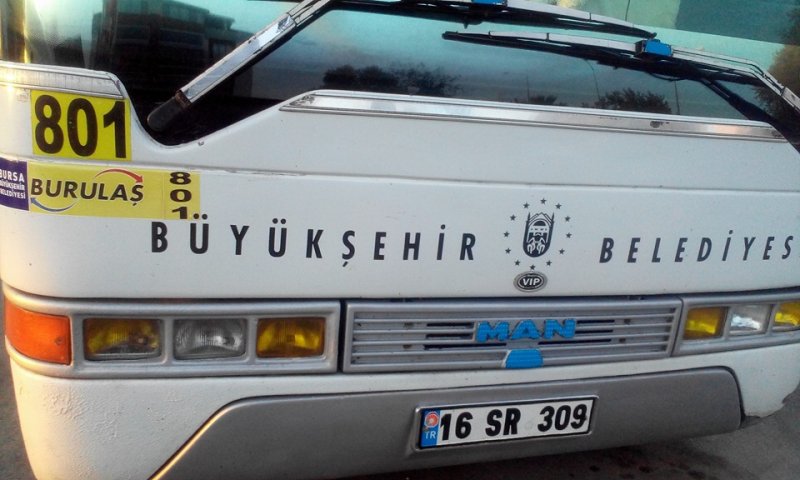 801
BURSA
BÜYÜKŞEHİR
BELEDİYESİ
BURULAŞ
801
BÜYÜKŞEHİR BELEDİYES
VIP
MAN
TR 16 SR 309